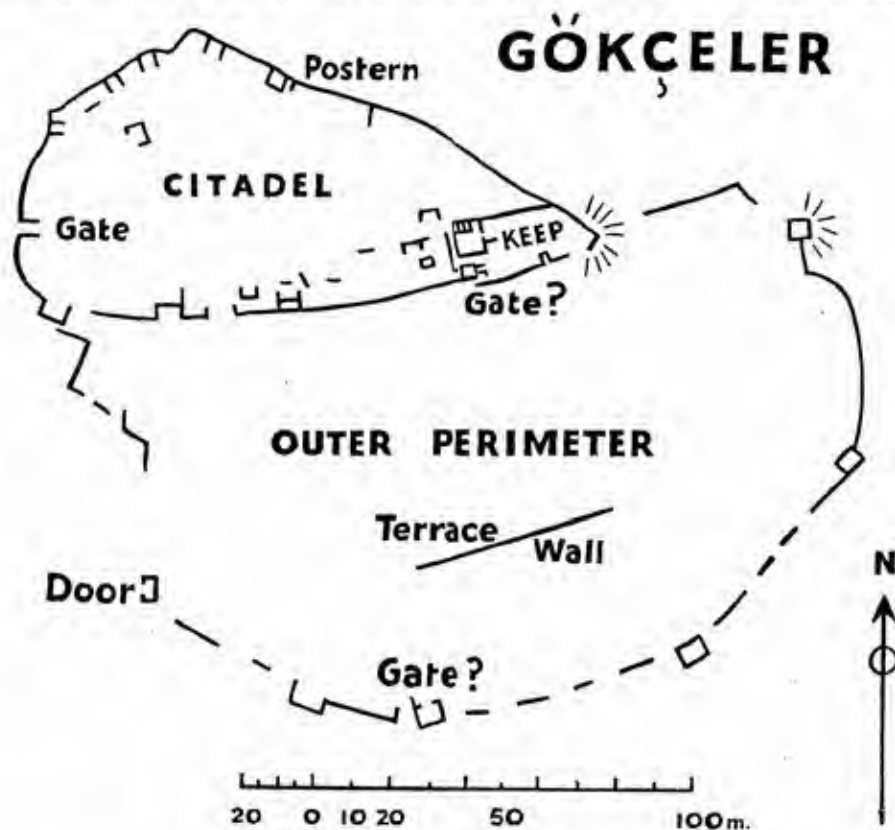 GÖKÇELER
Postern
CITADEL
Gate
KEEP
Gate?
OUTER PERIMETER
Terrace
Wall
Door
Gate?
N
20 0 10 20 50 100m.